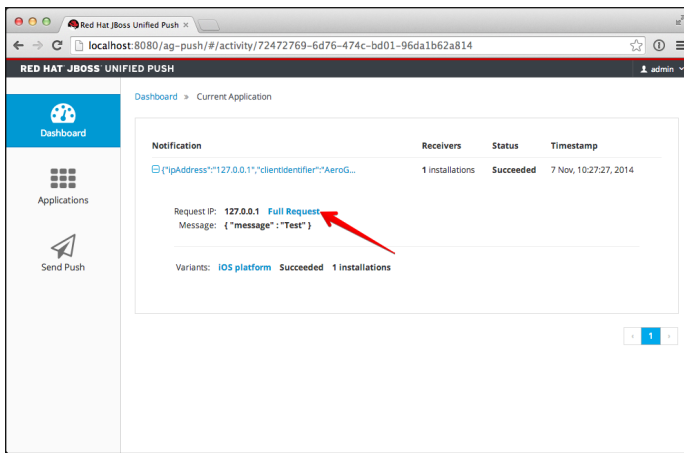 Red Hat JBoss Unified Push ×
localhost:8080/ag-push/#/activity/72472769-6d76-474c-bd01-96da1b62a814
RED HAT JBOSS UNIFIED PUSH
admin
Dashboard » Current Application
Dashboard
Applications
Send Push
Notification Receivers Status Timestamp
{"ipAddress":"127.0.0.1","clientIdentifier":"AeroG... 1 installations Succeeded 7 Nov, 10:27:27, 2014
Request IP: 127.0.0.1 Full Request
Message: { "message" : "Test" }
Variants: iOS platform Succeeded 1 installations
‹ 1 ›